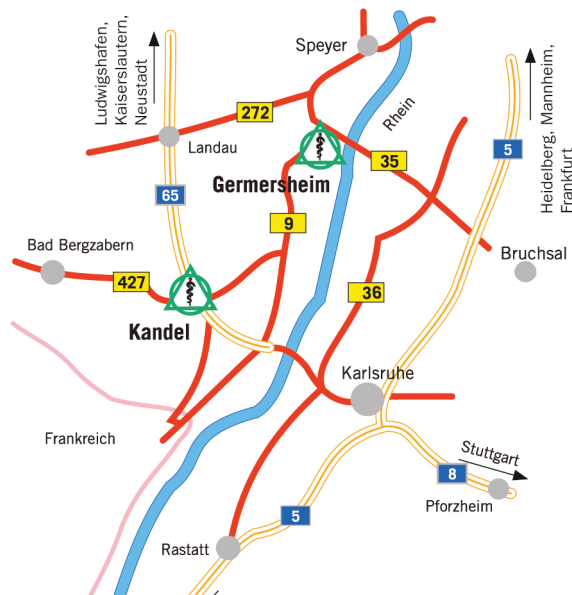 Ludwigshafen,
Kaiserslautern,
Neustadt
Speyer
Rhein
272
Landau
Germersheim
35
5
Heidelberg, Mannheim,
Frankfurt
65
9
Bad Bergzabern
427
Bruchsal
36
Kandel
Karlsruhe
Frankreich
Stuttgart
8
Pforzheim
5
Rastatt